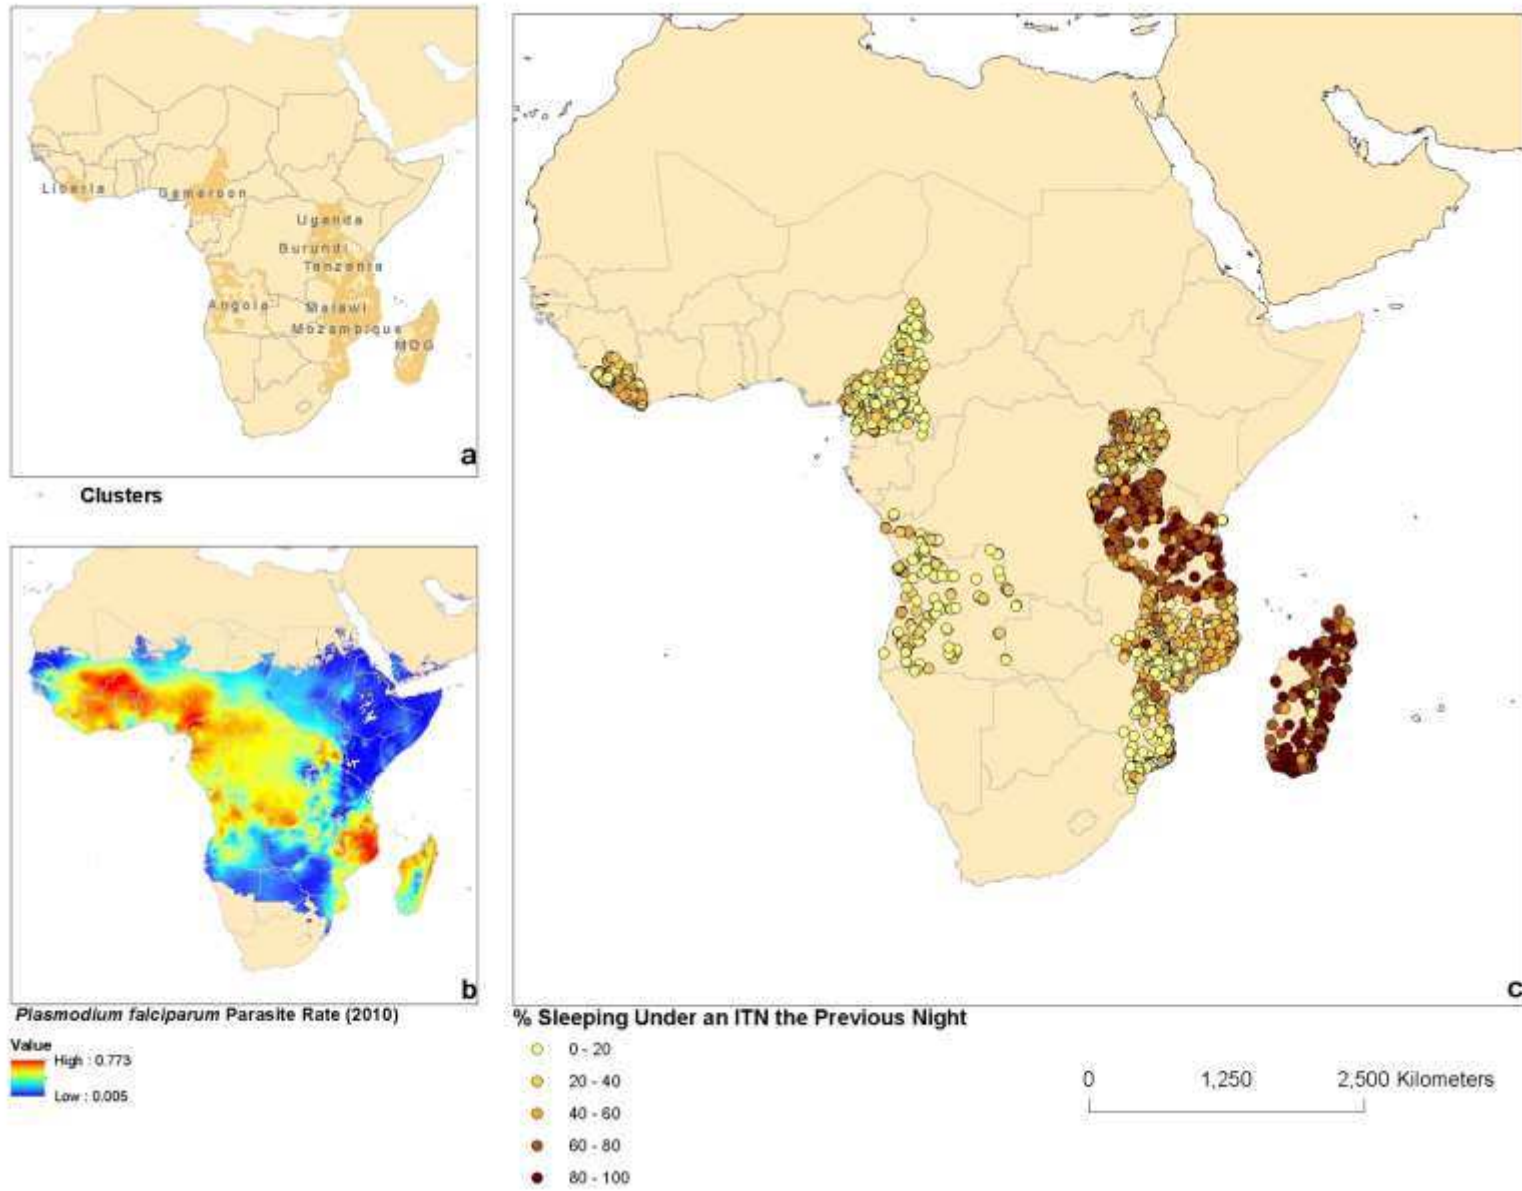 Liberia
Cameroon
Uganda
Burundi
Tanzania
Angola
Malawi
Mozambique
MDG
a
Clusters
b
Plasmodium falciparum Parasite Rate (2010)
Value
High : 0.773
Low : 0.005
c
% Sleeping Under an ITN the Previous Night
0 - 20
20 - 40
40 - 60
60 - 80
80 - 100
0 1,250 2,500 Kilometers